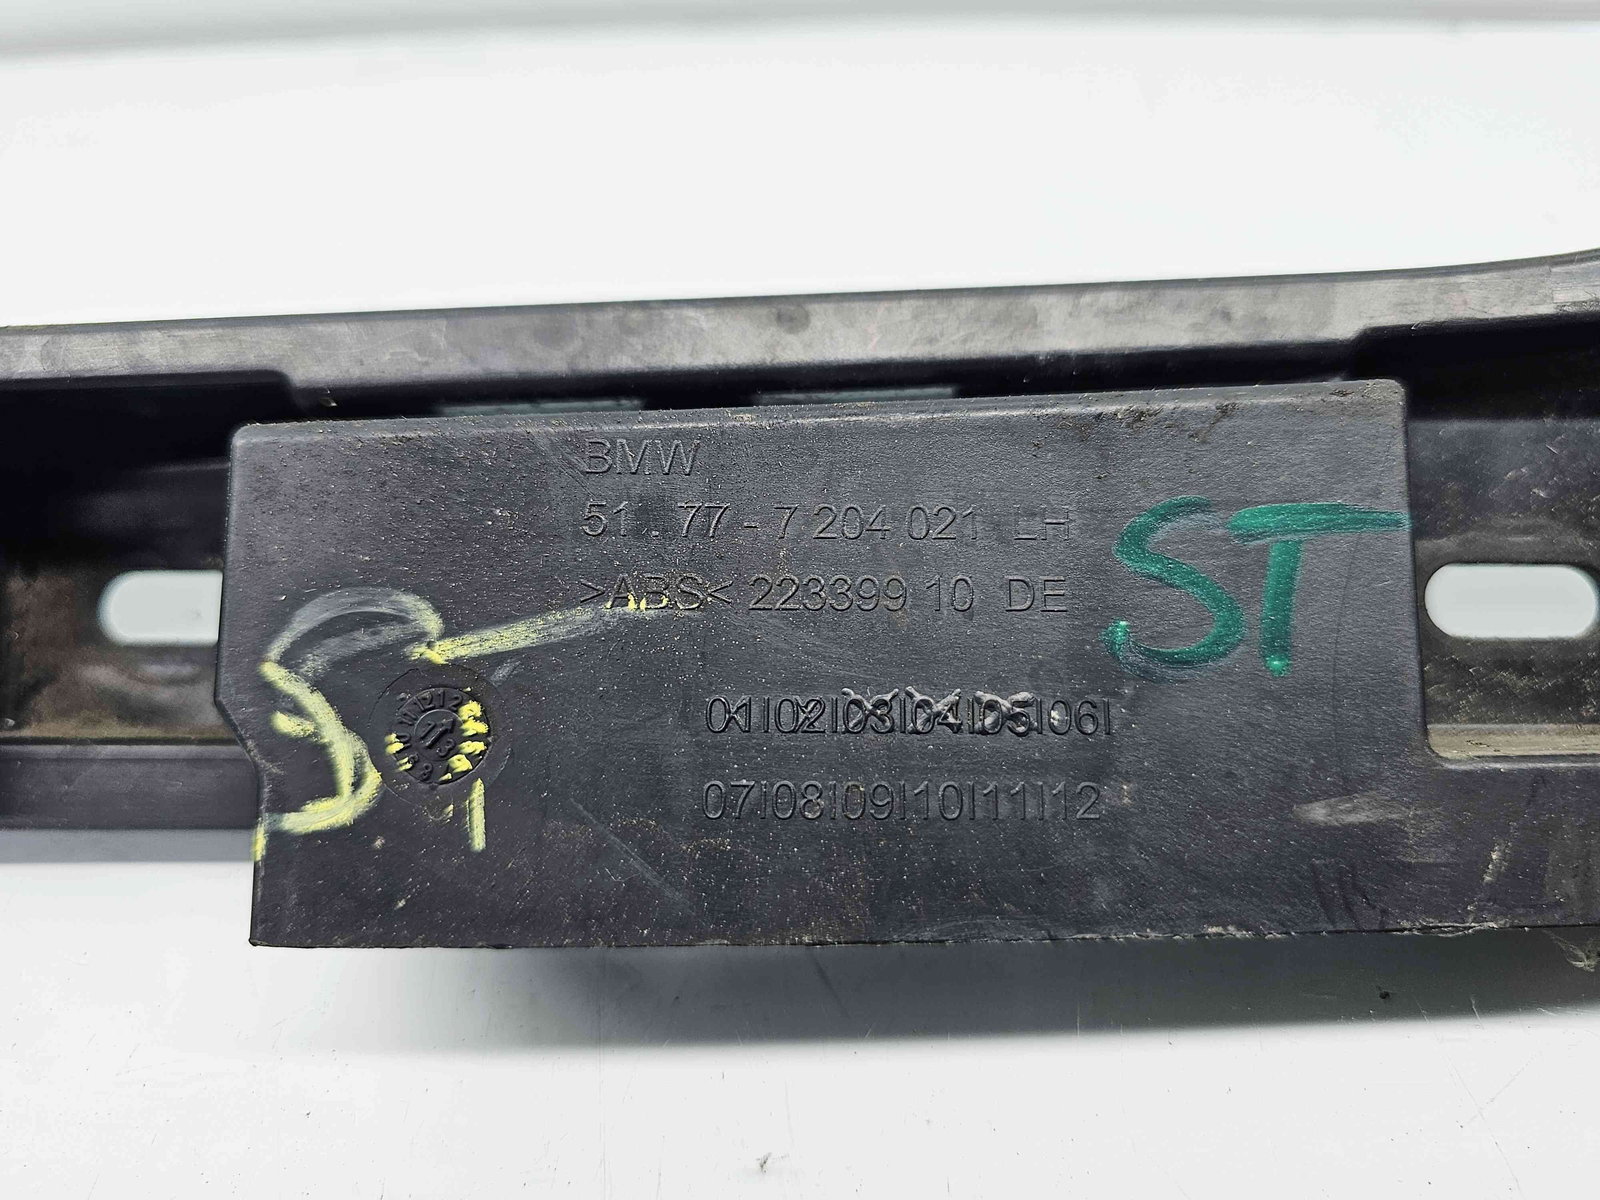 BMW
51 . 77 - 7 204 021 LH
>ABS< 223399 10 DE
ST
01|02|03|04|05|06|
07|08|09|10|11|12